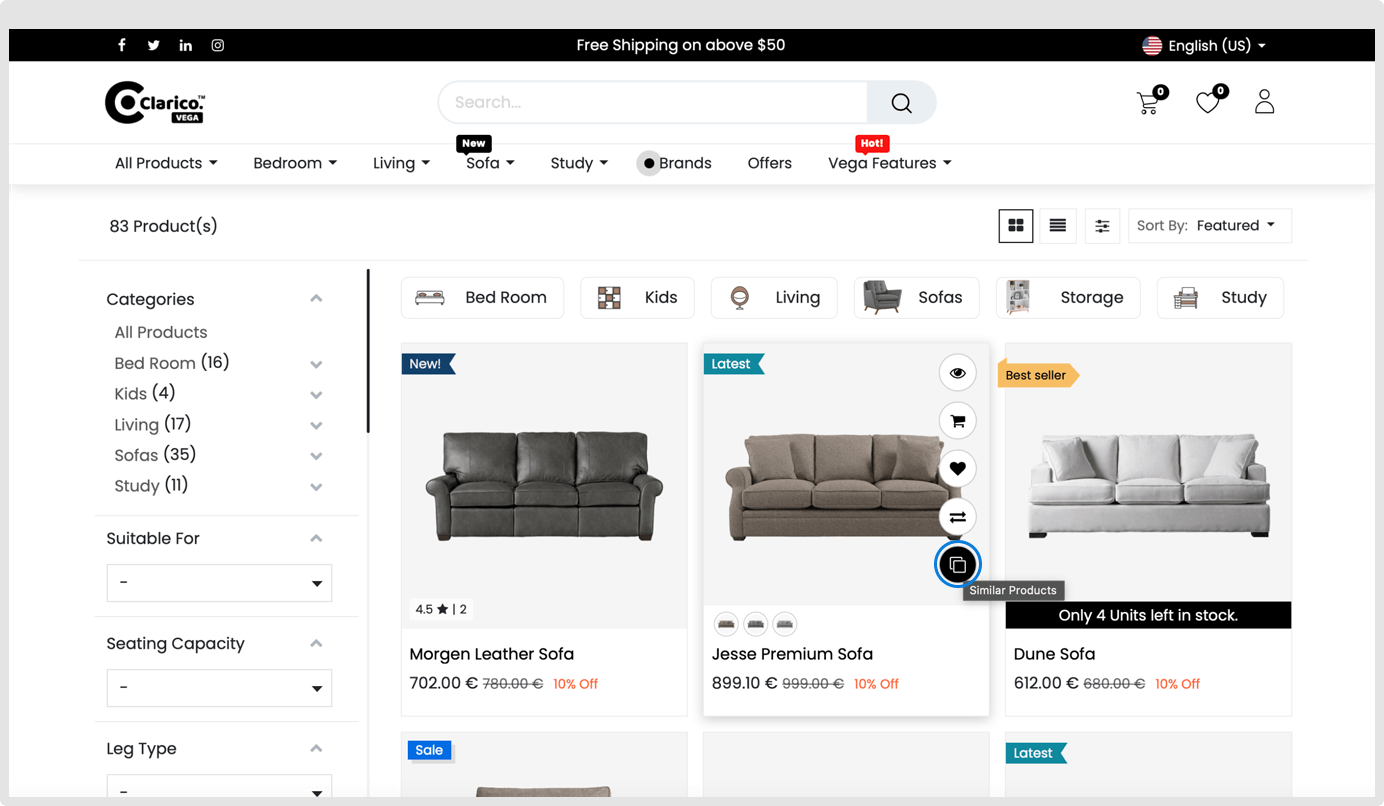 Free Shipping on above $50
English (US)
Clarico.™
VEGA
Search...
0
0
New
Hot!
All Products
Bedroom
Living
Sofa
Study
Brands
Offers
Vega Features
83 Product(s)
Sort By: Featured
Categories
All Products
Bed Room (16)
Kids (4)
Living (17)
Sofas (35)
Study (11)
Suitable For
-
Seating Capacity
-
Leg Type
-
Bed Room
Kids
Living
Sofas
Storage
Study
New!
4.5 ★ | 2
Morgen Leather Sofa
702.00 € 780.00 € 10% Off
Latest
Similar Products
Jesse Premium Sofa
899.10 € 999.00 € 10% Off
Best seller
Only 4 Units left in stock.
Dune Sofa
612.00 € 680.00 € 10% Off
Sale
Latest